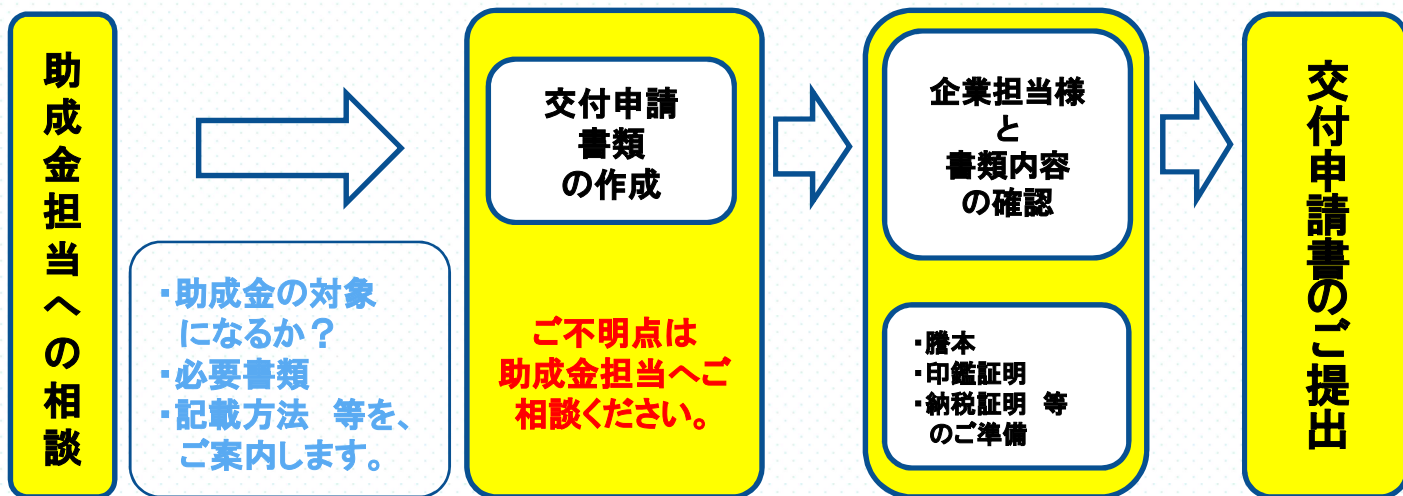 助成金担当への相談
・助成金の対象
になるか？
・必要書類
・記載方法　等を、
ご案内します。
交付申請
書類
の作成
ご不明点は
助成金担当へご
相談ください。
企業担当様
と
書類内容
の確認
・謄本
・印鑑証明
・納税証明　等
のご準備
交付申請書のご提出